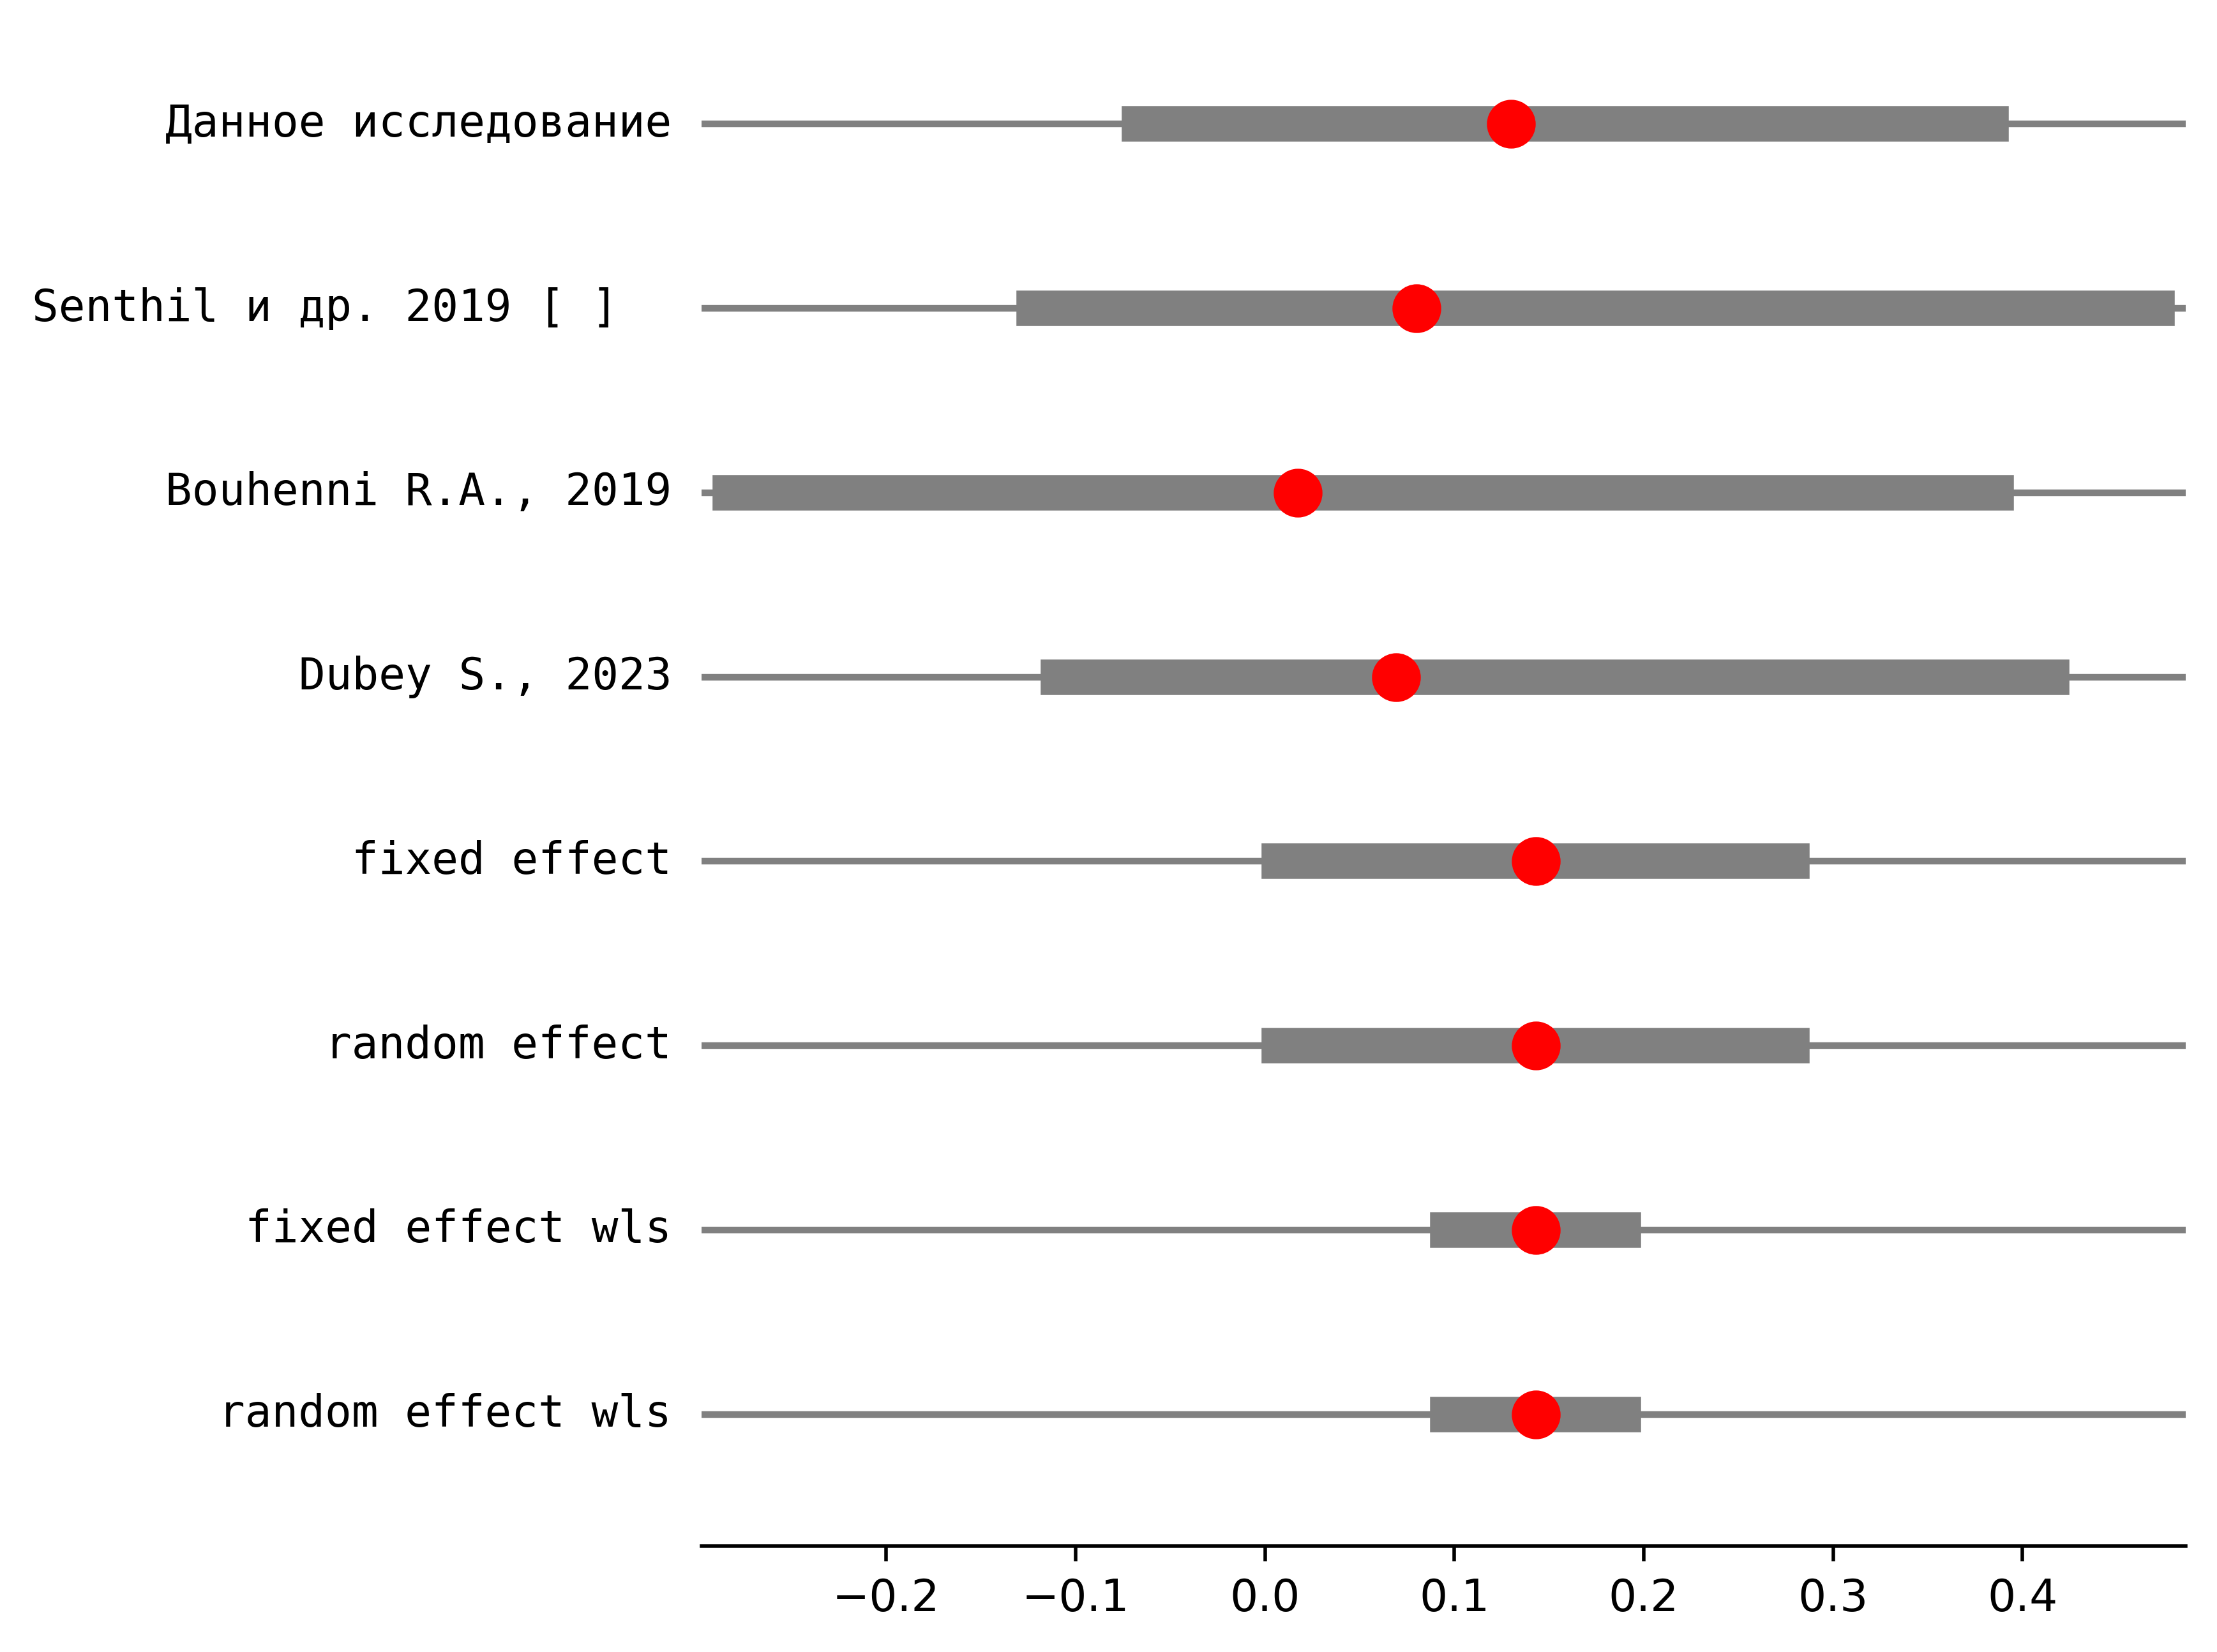 Данное исследование
Senthil и др. 2019 [ ]
Bouhenni R.A., 2019
Dubey S., 2023
fixed effect
random effect
fixed effect wls
random effect wls
−0.2 −0.1 0.0 0.1 0.2 0.3 0.4